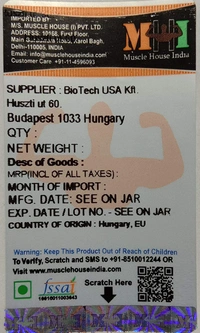 IMPORTED BY
M/S. MUSCLE HOUSE (I) PVT. LTD.
ADDRESS: 10168, First Floor,
Main Gurudwara Road, Karol Bagh,
Delhi-110005, INDIA
Email: info@musclehouseindia.com
Customer Care +91-11-4596093
MHI
Muscle House India
SUPPLIER : BioTech USA Kft.
Huszti ut 60.
Budapest 1033 Hungary
QTY :
NET WEIGHT :
Desc of Goods :
MRP(INCL OF ALL TAXES) :
MONTH OF IMPORT :
MFG. DATE: SEE ON JAR
EXP. DATE / LOT NO. - SEE ON JAR
COUNTRY OF ORIGIN : Hungary, EU
Warning: Keep This Product Out of Reach of Children
To Verify, Scratch and SMS to +91-8510012244 OR
Visit www.musclehouseindia.com
fssai
Scratch Here